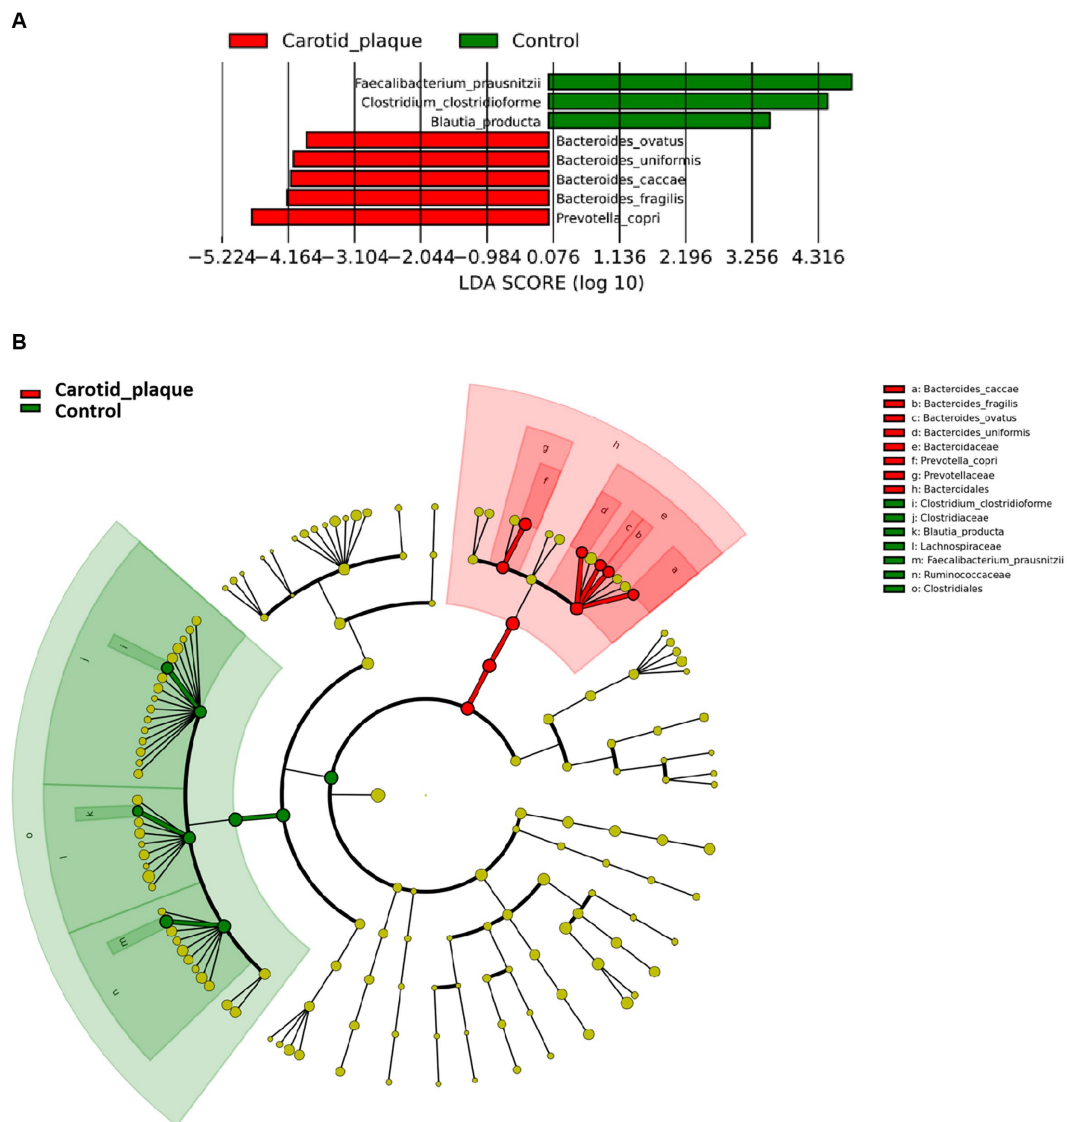 A
Carotid_plaque Control
Faecalibacterium_prausnitzii
Clostridium_clostridioforme
Blautia_producta
Bacteroides_ovatus
Bacteroides_uniformis
Bacteroides_caccae
Bacteroides_fragilis
Prevotella_copri
−5.224 −4.164 −3.104 −2.044 −0.984 0.076 1.136 2.196 3.256 4.316
LDA SCORE (log 10)
B
Carotid_plaque
Control
a: Bacteroides_caccae
b: Bacteroides_fragilis
c: Bacteroides_ovatus
d: Bacteroides_uniformis
e: Bacteroidaceae
f: Prevotella_copri
g: Prevotellaceae
h: Bacteroidales
i: Clostridium_clostridioforme
j: Clostridiaceae
k: Blautia_producta
l: Lachnospiraceae
m: Faecalibacterium_prausnitzii
n: Ruminococcaceae
o: Clostridiales
g
h
f
d
c
b
e
a
i
j
k
l
o
m
n